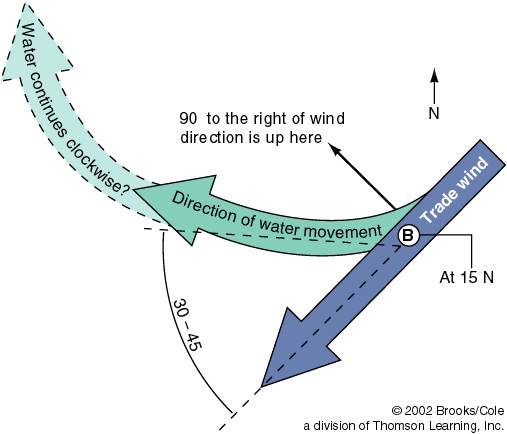 Water continues clockwise?
90 to the right of wind
direction is up here
N
Direction of water movement
Trade wind
B
At 15 N
30 – 45
© 2002 Brooks/Cole
a division of Thomson Learning, Inc.